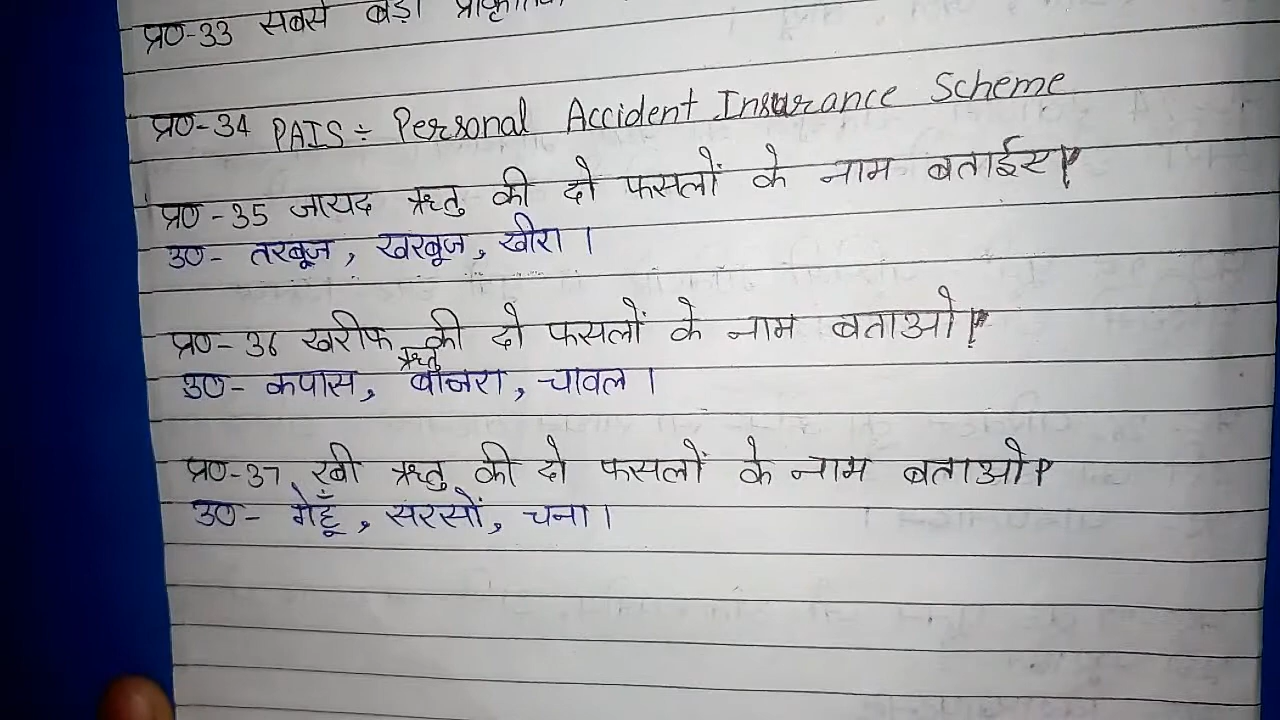 प्र०-33 सबसे बड़ा
प्र०-34 PAIS÷ Personal Accident Insurance Scheme
प्र०-35 जायद ऋतु की दो फसलों के नाम बताईए?
उ०- तरबूज, खरबूज, खीरा।
प्र०-36 खरीफ ऋतु की दो फसलों के नाम बताओ?
उ०- कपास, बाजरा, चावल।
प्र०-37 रबी ऋतु की दो फसलों के नाम बताओ?
उ०- गेहूँ, सरसों, चना।